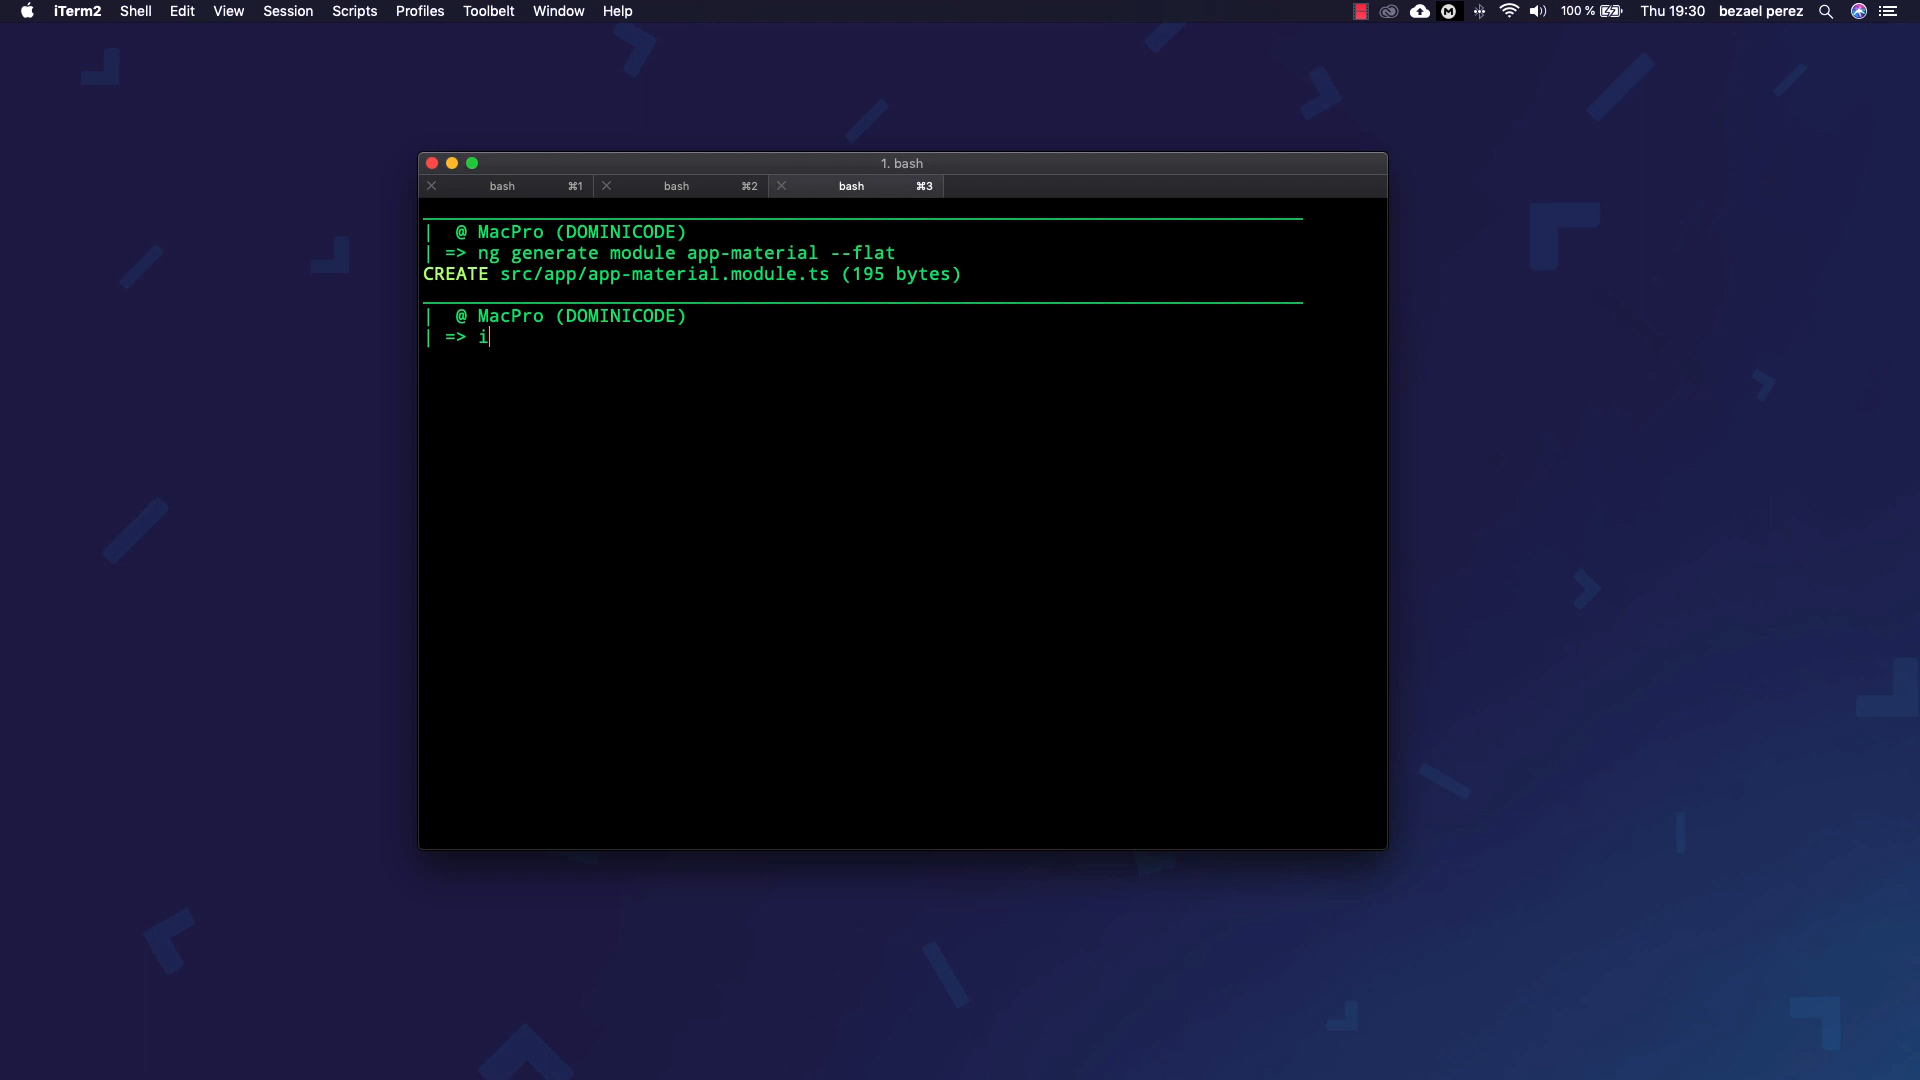 iTerm2 Shell Edit View Session Scripts Profiles Toolbelt Window Help 100 % Thu 19:30 bezael perez
1. bash
bash ⌘1 bash ⌘2 bash ⌘3
| @ MacPro (DOMINICODE)
| => ng generate module app-material --flat
CREATE src/app/app-material.module.ts (195 bytes)
| @ MacPro (DOMINICODE)
| => i